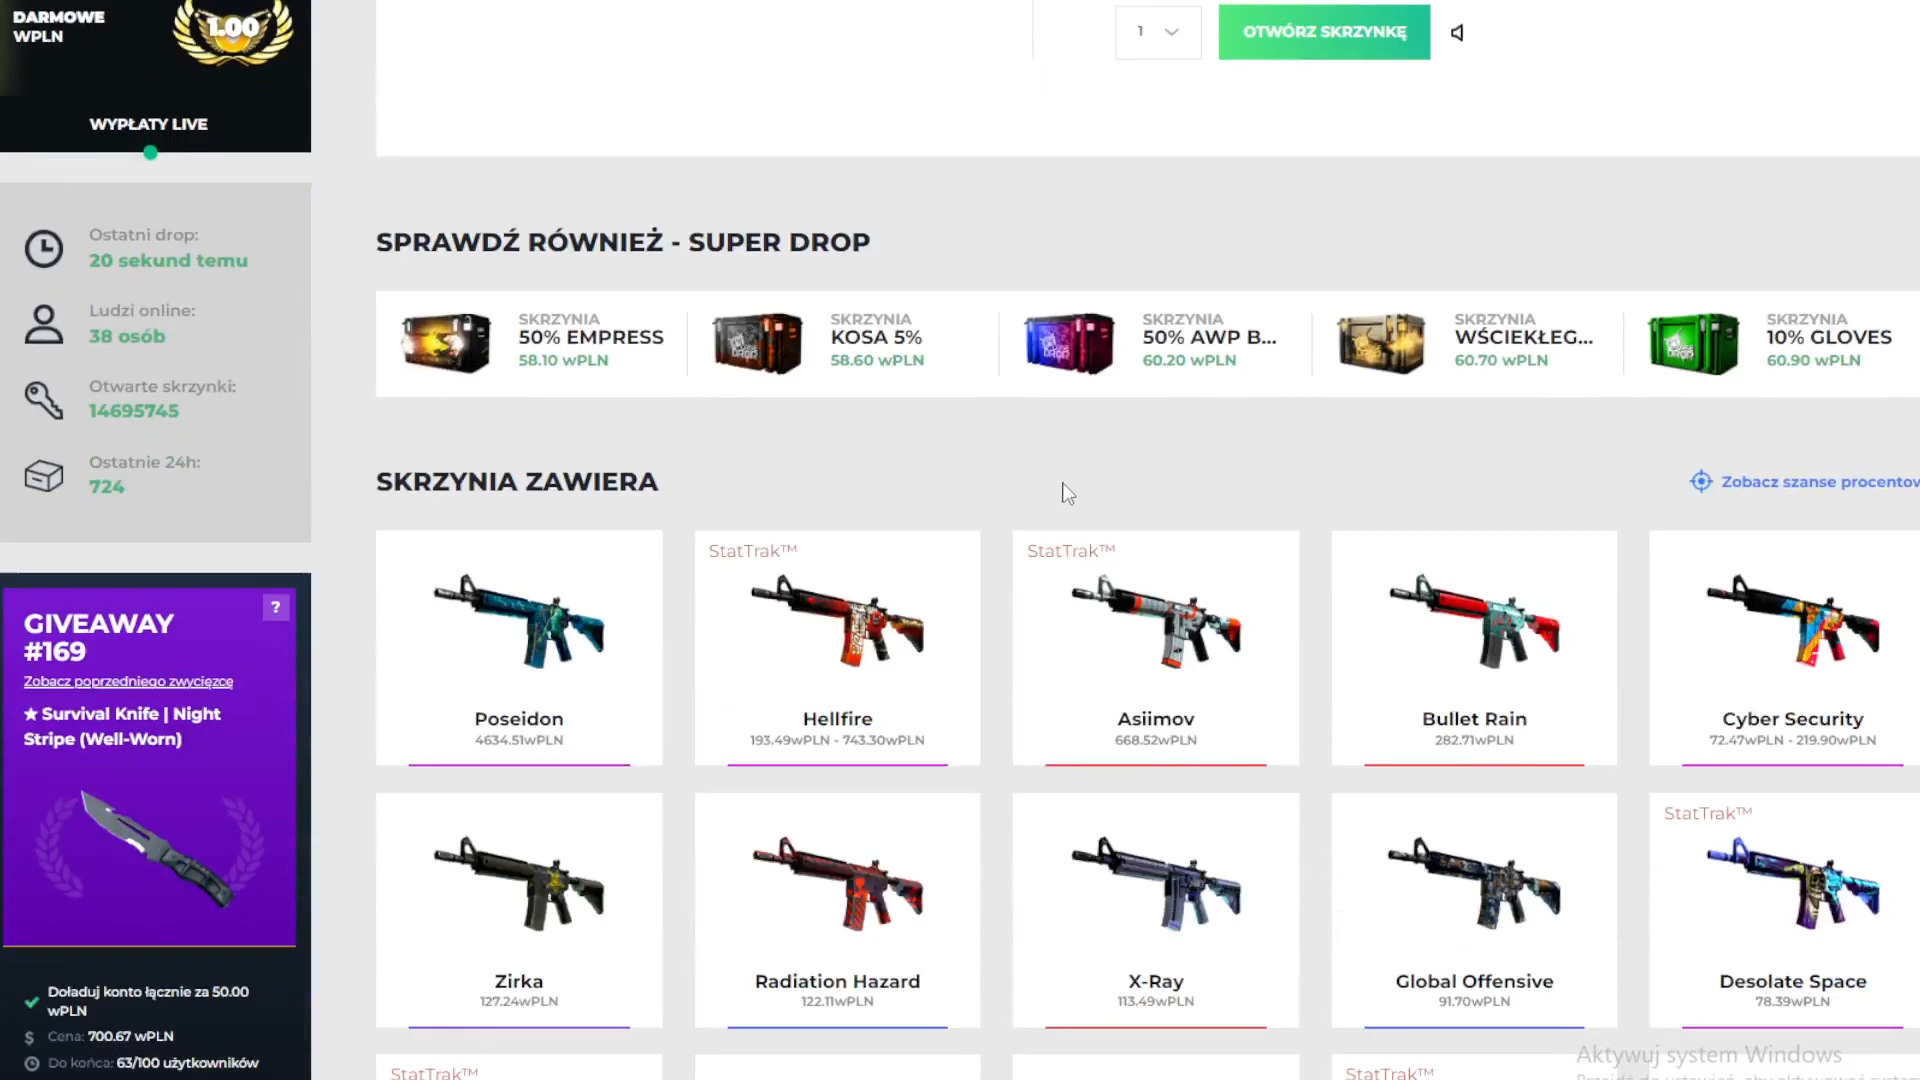 DARMOWE
WPLN
1.00
WYPŁATY LIVE
1
OTWÓRZ SKRZYNKĘ
Ostatni drop:
20 sekund temu
Ludzi online:
38 osób
Otwarte skrzynki:
14695745
Ostatnie 24h:
724
SPRAWDŹ RÓWNIEŻ - SUPER DROP
SKRZYNIA
50% EMPRESS
58.10 wPLN
SKRZYNIA
KOSA 5%
58.60 wPLN
SKRZYNIA
50% AWP B...
60.20 wPLN
SKRZYNIA
WŚCIEKŁEG...
60.70 wPLN
SKRZYNIA
10% GLOVES
60.90 wPLN
SKRZYNIA ZAWIERA
Zobacz szanse procentow
Poseidon
4634.51wPLN
StatTrak™
Hellfire
193.49wPLN - 743.30wPLN
StatTrak™
Asiimov
668.52wPLN
Bullet Rain
282.71wPLN
Cyber Security
72.47wPLN - 219.90wPLN
Zirka
127.24wPLN
Radiation Hazard
122.11wPLN
X-Ray
113.49wPLN
Global Offensive
91.70wPLN
StatTrak™
Desolate Space
78.39wPLN
StatTrak™
StatTrak™
GIVEAWAY
#169
?
Zobacz poprzedniego zwycięzcę
★ Survival Knife | Night
Stripe (Well-Worn)
Doładuj konto łącznie za 50.00
wPLN
Cena: 700.67 wPLN
Do końca: 63/100 użytkowników
Aktywuj system Windows